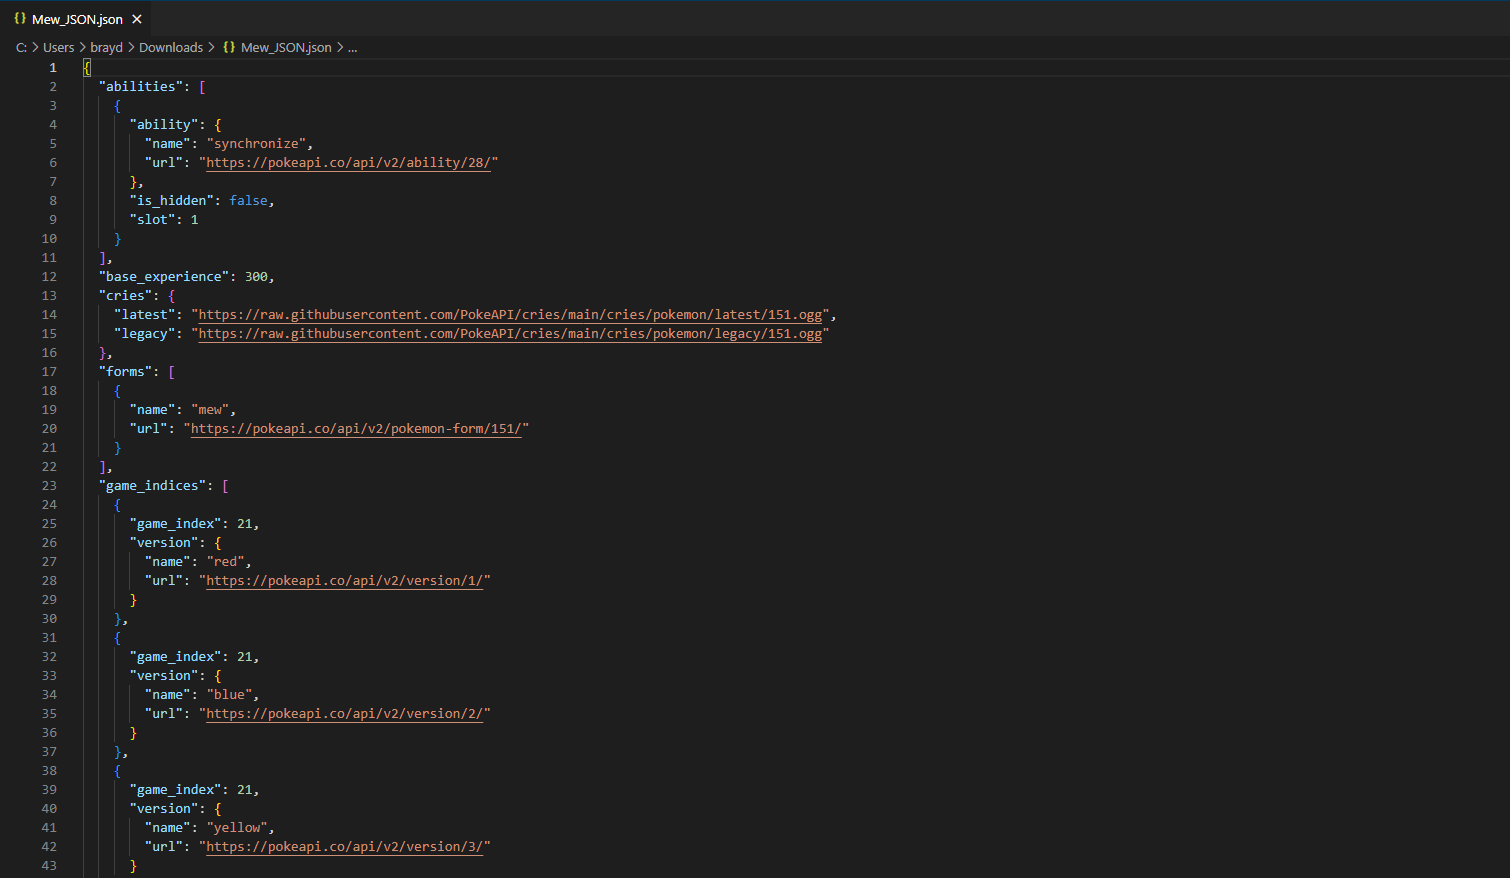 {} Mew_JSON.json ×
C: > Users > brayd > Downloads > {} Mew_JSON.json > ...
1 {
2 "abilities": [
3 {
4 "ability": {
5 "name": "synchronize",
6 "url": "https://pokeapi.co/api/v2/ability/28/"
7 },
8 "is_hidden": false,
9 "slot": 1
10 }
11 ],
12 "base_experience": 300,
13 "cries": {
14 "latest": "https://raw.githubusercontent.com/PokeAPI/cries/main/cries/pokemon/latest/151.ogg",
15 "legacy": "https://raw.githubusercontent.com/PokeAPI/cries/main/cries/pokemon/legacy/151.ogg"
16 },
17 "forms": [
18 {
19 "name": "mew",
20 "url": "https://pokeapi.co/api/v2/pokemon-form/151/"
21 }
22 ],
23 "game_indices": [
24 {
25 "game_index": 21,
26 "version": {
27 "name": "red",
28 "url": "https://pokeapi.co/api/v2/version/1/"
29 }
30 },
31 {
32 "game_index": 21,
33 "version": {
34 "name": "blue",
35 "url": "https://pokeapi.co/api/v2/version/2/"
36 }
37 },
38 {
39 "game_index": 21,
40 "version": {
41 "name": "yellow",
42 "url": "https://pokeapi.co/api/v2/version/3/"
43 }